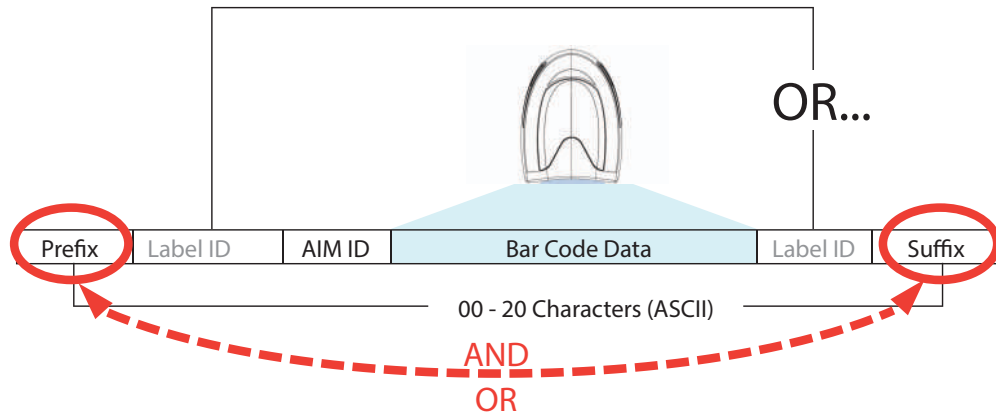 OR...
Prefix Label ID AIM ID Bar Code Data Label ID Suffix
00 - 20 Characters (ASCII)
AND
OR